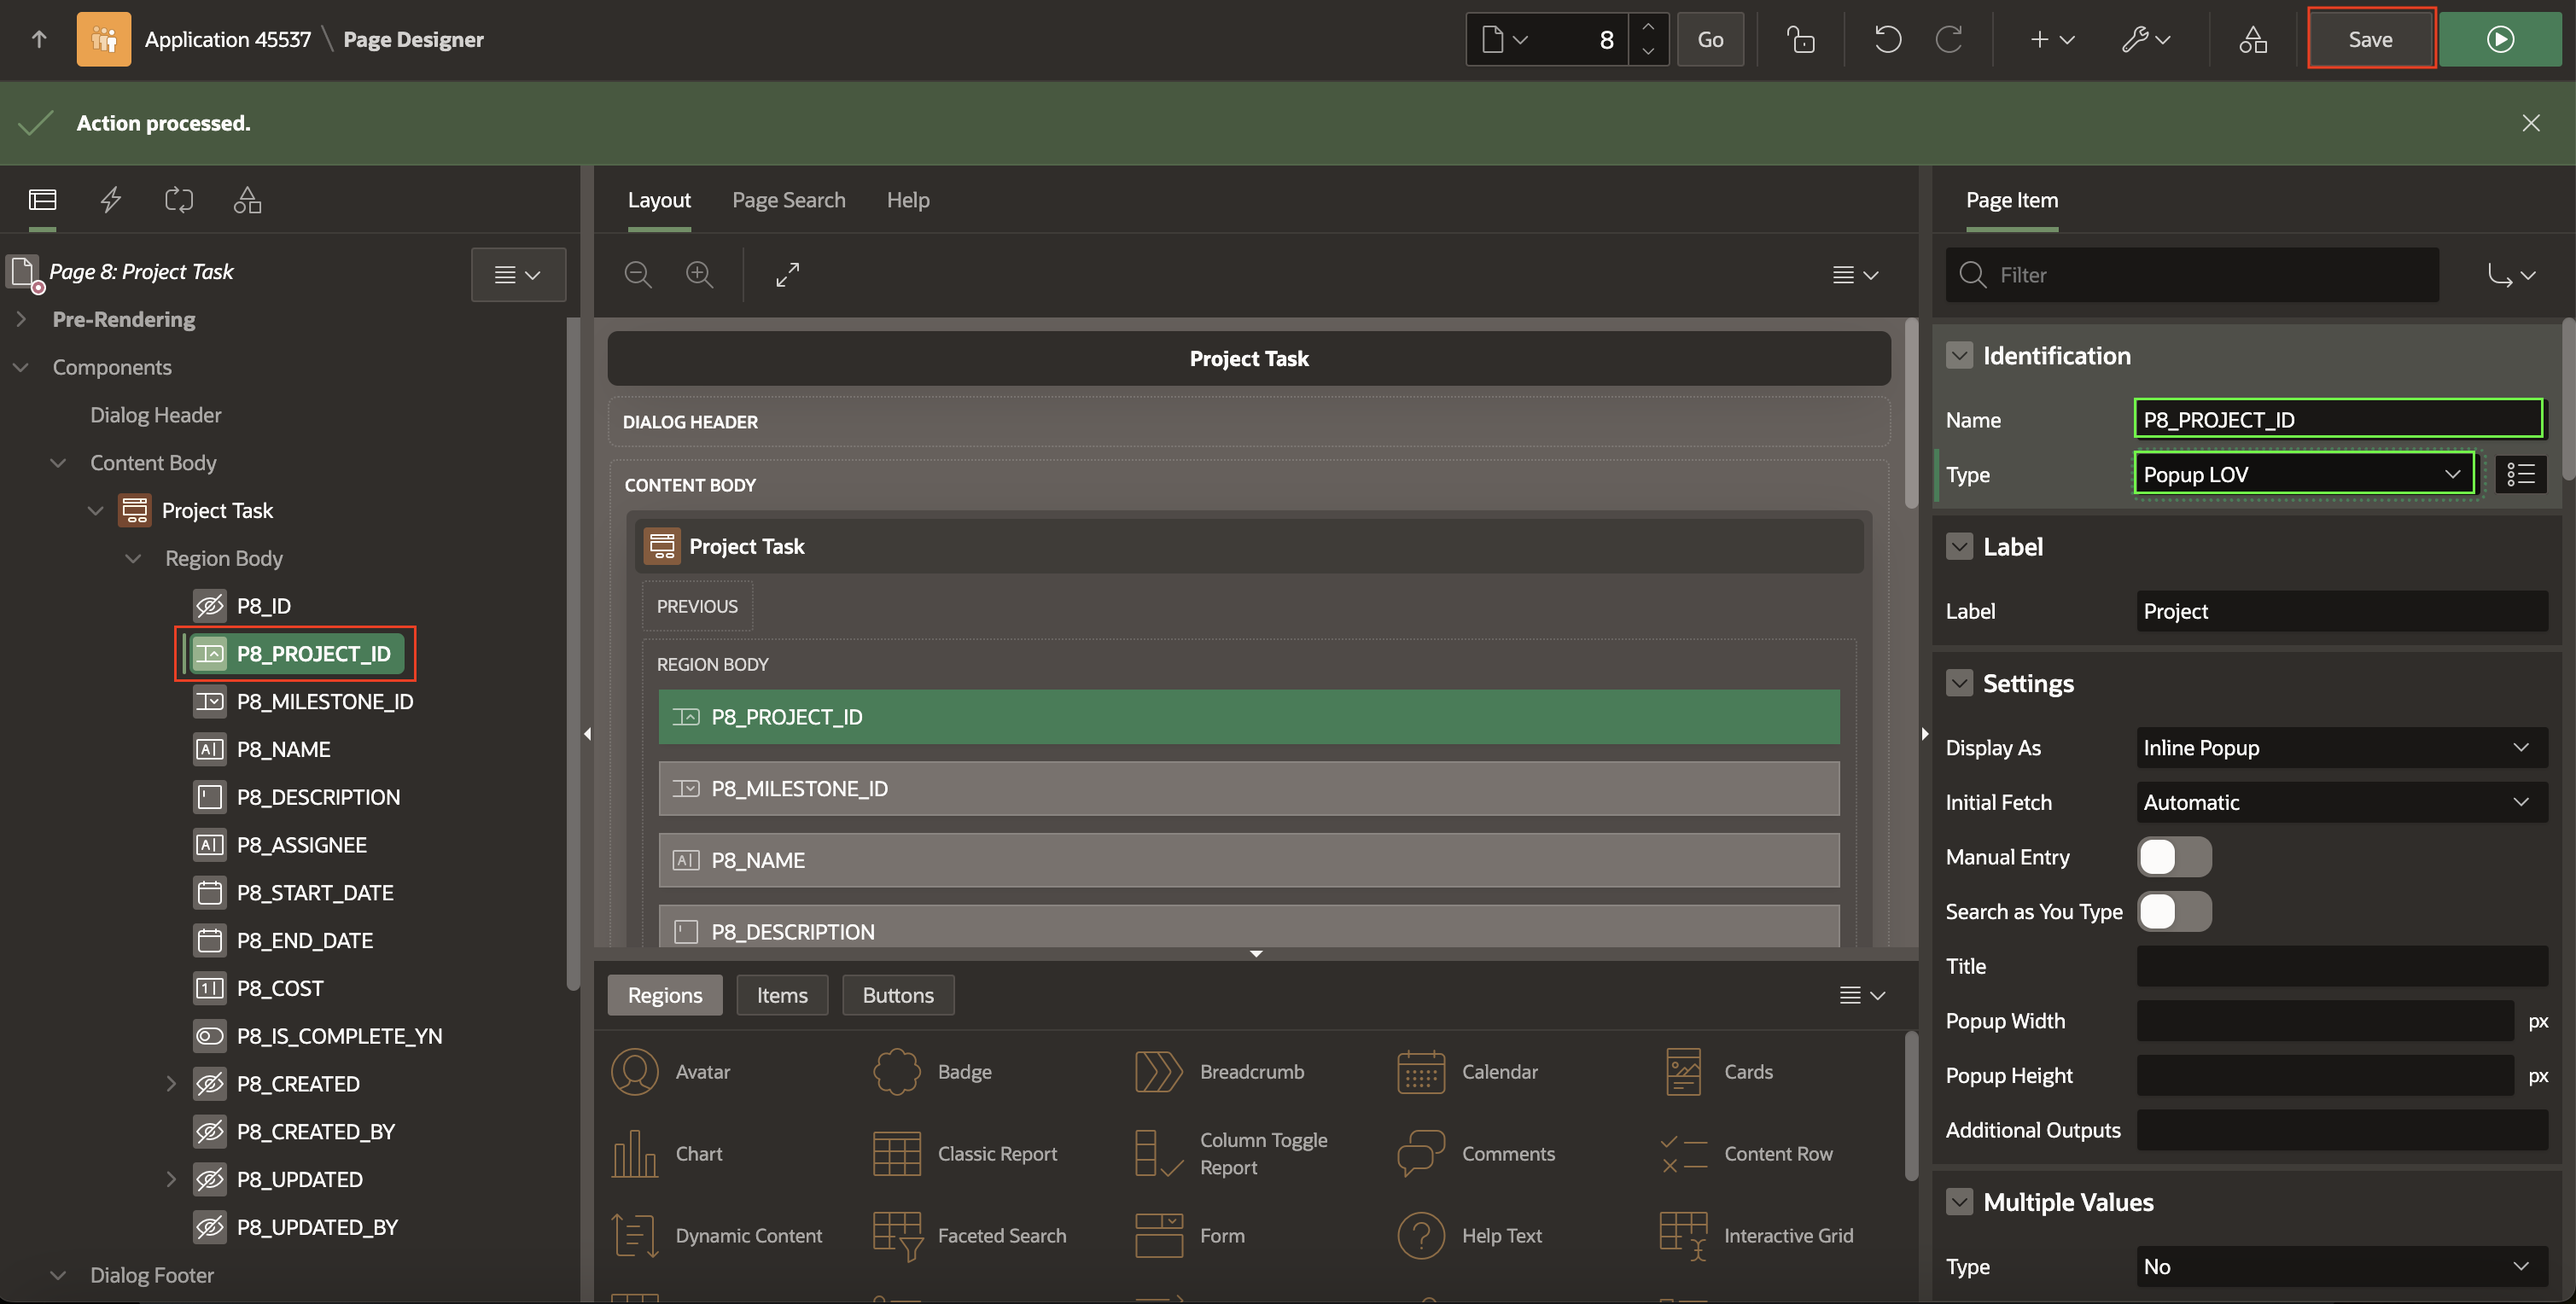 Application 45537 \ Page Designer
8
Go
Save
Action processed.
Page 8: Project Task
Pre-Rendering
Components
Dialog Header
Content Body
Project Task
Region Body
P8_ID
P8_PROJECT_ID
P8_MILESTONE_ID
P8_NAME
P8_DESCRIPTION
P8_ASSIGNEE
P8_START_DATE
P8_END_DATE
P8_COST
P8_IS_COMPLETE_YN
P8_CREATED
P8_CREATED_BY
P8_UPDATED
P8_UPDATED_BY
Dialog Footer
Layout
Page Search
Help
Project Task
DIALOG HEADER
CONTENT BODY
Project Task
PREVIOUS
REGION BODY
P8_PROJECT_ID
P8_MILESTONE_ID
P8_NAME
P8_DESCRIPTION
Regions
Items
Buttons
Avatar
Badge
Breadcrumb
Calendar
Cards
Chart
Classic Report
Column Toggle
Report
Comments
Content Row
Dynamic Content
Faceted Search
Form
Help Text
Interactive Grid
Page Item
Filter
Identification
Name
P8_PROJECT_ID
Type
Popup LOV
Label
Label
Project
Settings
Display As
Inline Popup
Initial Fetch
Automatic
Manual Entry
Search as You Type
Title
Popup Width
px
Popup Height
px
Additional Outputs
Multiple Values
Type
No